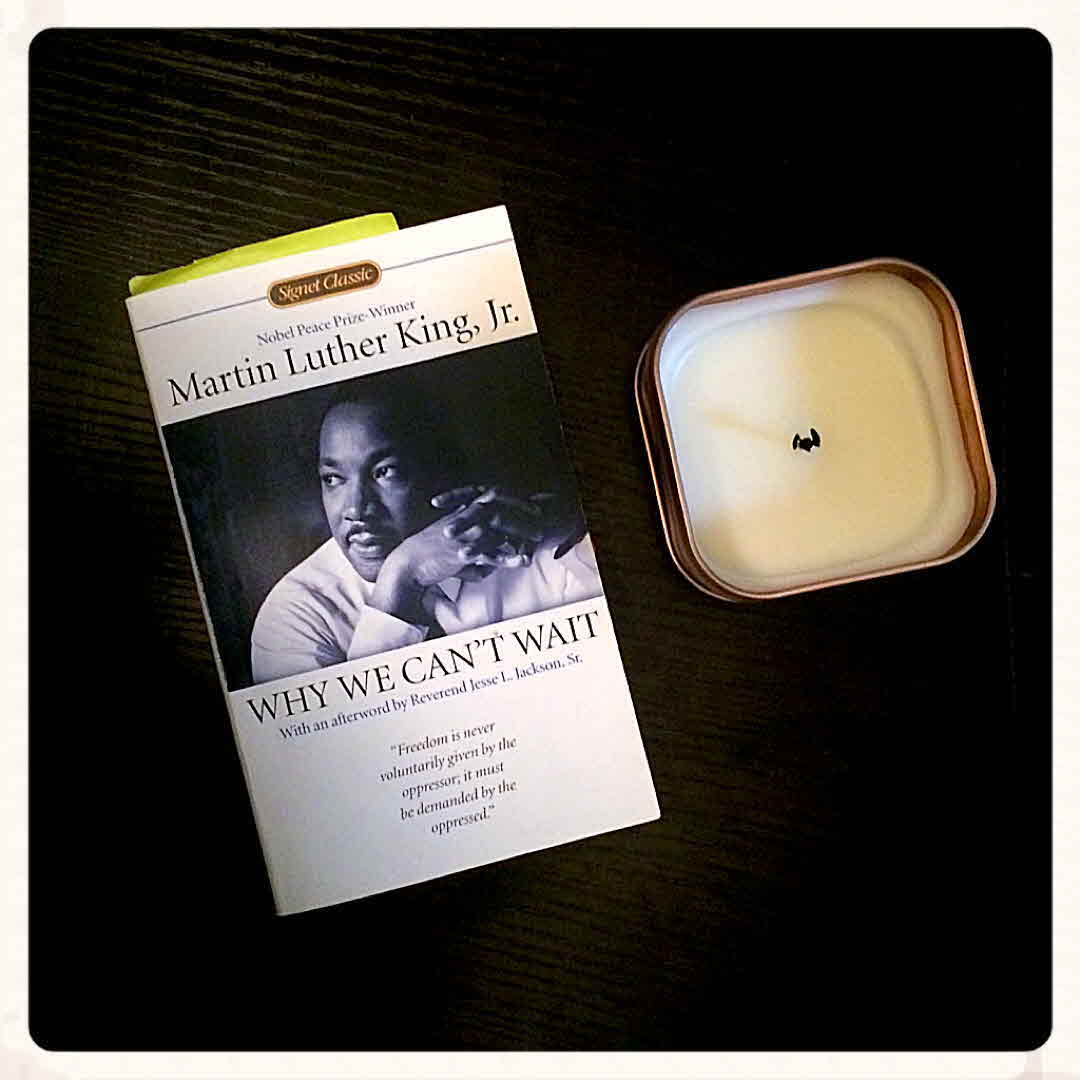 Signet Classic
Nobel Peace Prize-Winner
Martin Luther King, Jr.
WHY WE CAN'T WAIT
With an afterword by Reverend Jesse L. Jackson, Sr.
“Freedom is never
voluntarily given by the
oppressor; it must
be demanded by the
oppressed.”